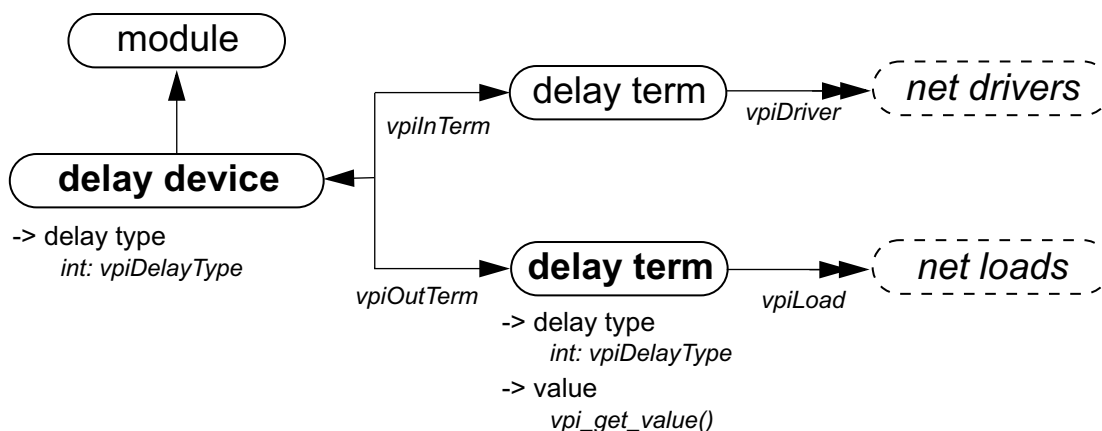 module
delay term
net drivers
vpiInTerm
vpiDriver
delay device
-> delay type
int: vpiDelayType
delay term
net loads
vpiOutTerm
vpiLoad
-> delay type
int: vpiDelayType
-> value
vpi_get_value()